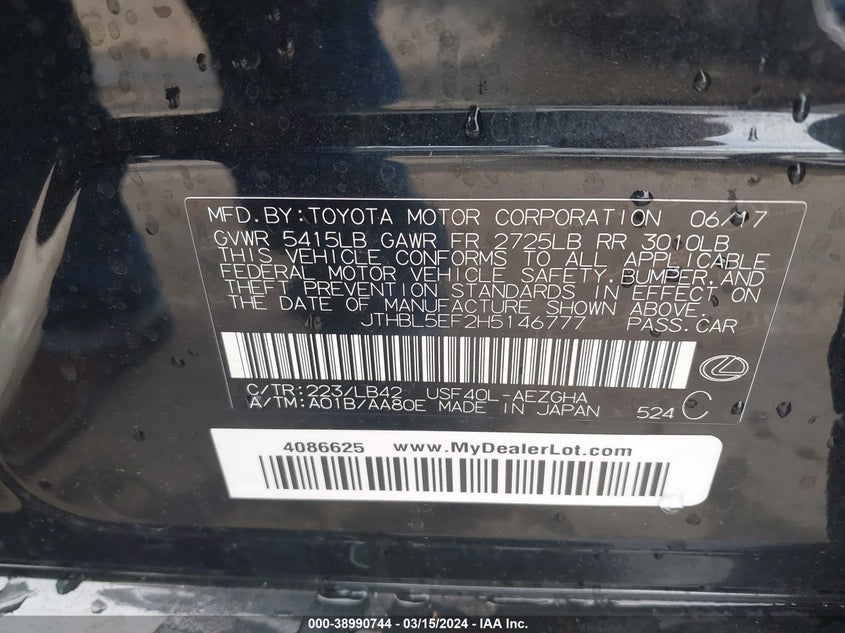 MFD.BY:TOYOTA MOTOR CORPORATION 06/17
GVWR 5415LB GAWR FR 2725LB RR 3010LB
THIS VEHICLE CONFORMS TO ALL APPLICABLE
FEDERAL MOTOR VEHICLE SAFETY,BUMPER,AND
THEFT PREVENTION STANDARDS IN EFFECT ON
THE DATE OF MANUFACTURE SHOWN ABOVE.
JTHBL5EF2H5146777 PASS.CAR
C/TR:223/LB42 USF40L-AEZGHA
A/TM:A01B/AA80E MADE IN JAPAN 524 C
4086625 www.MyDealerLot.com
000-38990744 - 03/15/2024 - IAA Inc.